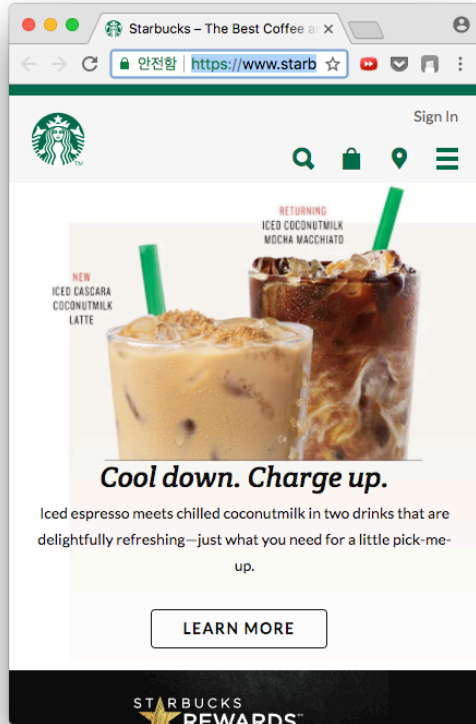 Starbucks – The Best Coffee a
안전함 https://www.starb
Sign In
TM
RETURNING
ICED COCONUTMILK
MOCHA MACCHIATO
NEW
ICED CASCARA
COCONUTMILK
LATTE
Cool down. Charge up.
Iced espresso meets chilled coconutmilk in two drinks that are
delightfully refreshing—just what you need for a little pick-me-
up.
LEARN MORE
STARBUCKS
REWARDS™